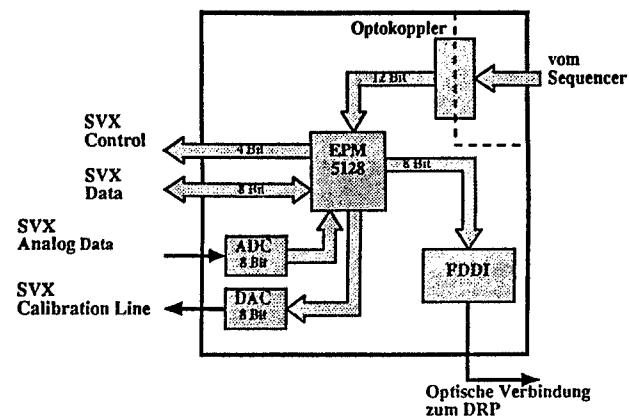 Optokoppler
vom
Sequencer
12 Bit
SVX
Control
4 Bit
EPM
5128
8 Bit
SVX
Data
8 Bit
SVX
Analog Data
ADC
8 Bit
FDDI
SVX
Calibration Line
DAC
8 Bit
Optische Verbindung
zum DRP